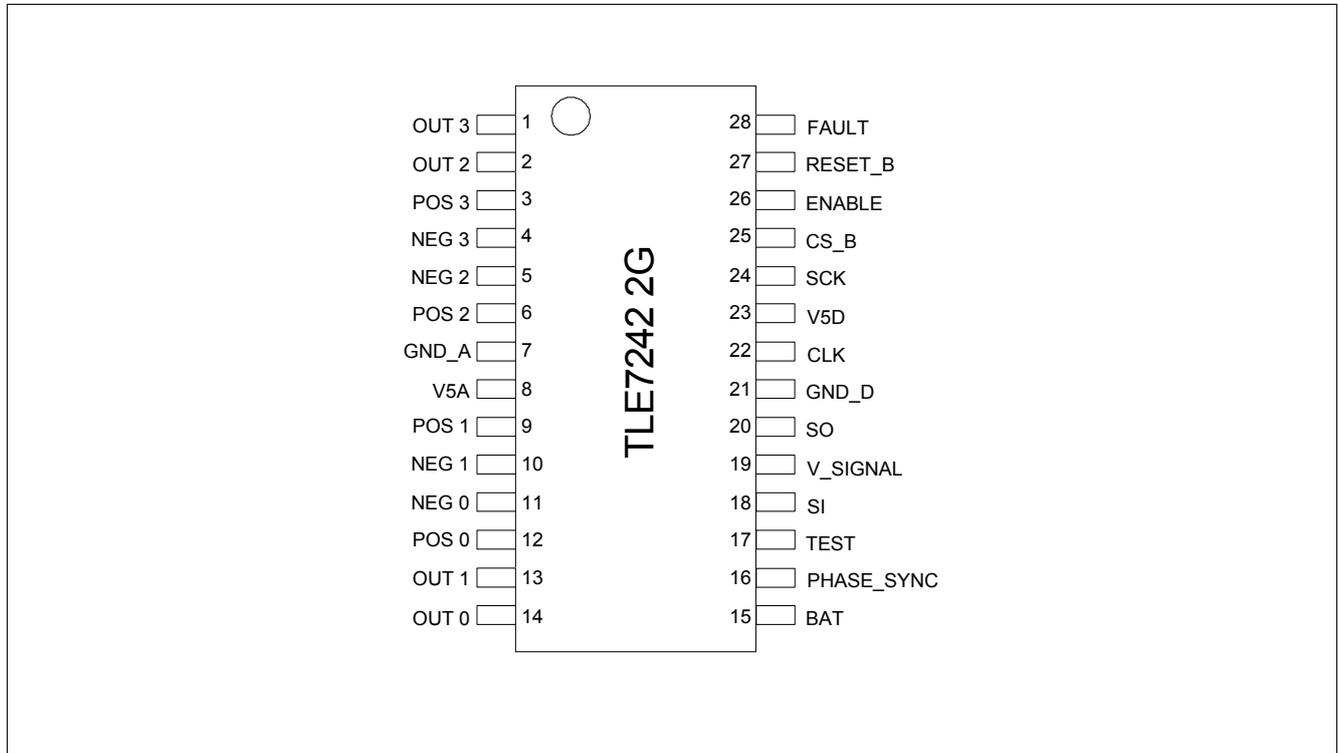 OUT 3 1 28 FAULT
OUT 2 2 27 RESET_B
POS 3 3 26 ENABLE
NEG 3 4 25 CS_B
NEG 2 5 24 SCK
POS 2 6 23 V5D
GND_A 7 22 CLK
V5A 8 21 GND_D
POS 1 9 20 SO
NEG 1 10 19 V_SIGNAL
NEG 0 11 18 SI
POS 0 12 17 TEST
OUT 1 13 16 PHASE_SYNC
OUT 0 14 15 BAT
TLE7242 2G